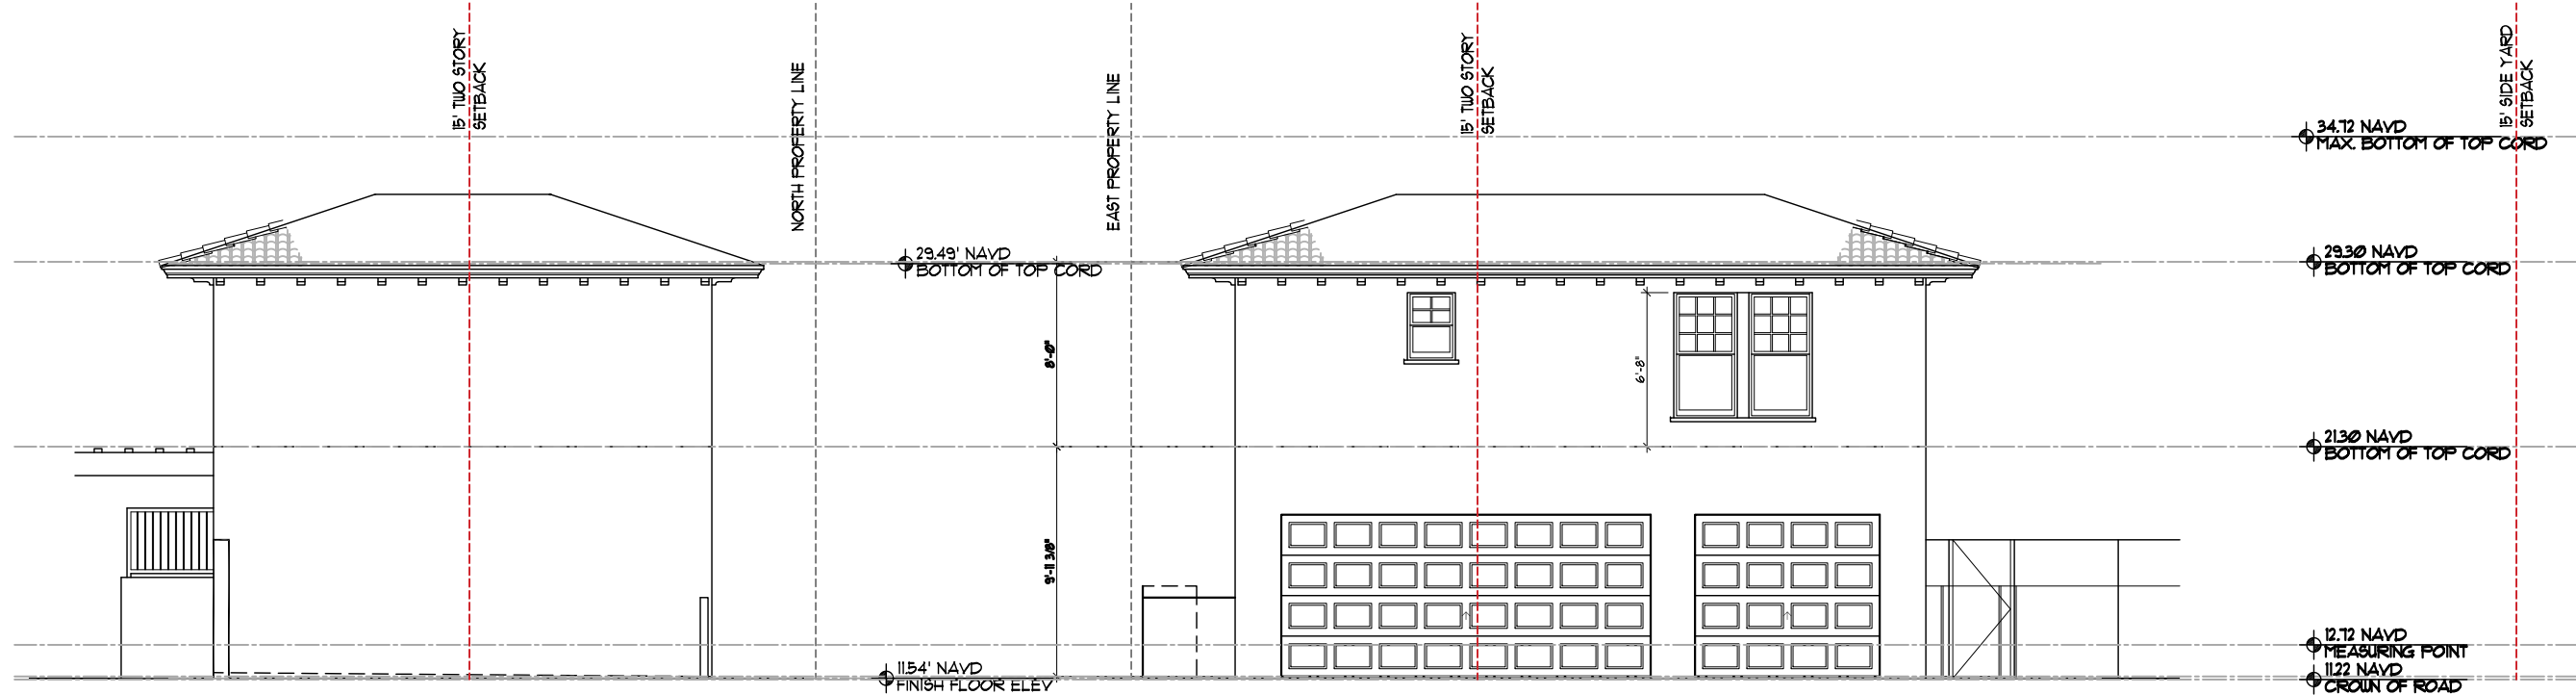 15' TWO STORY
SETBACK
NORTH PROPERTY LINE
EAST PROPERTY LINE
15' TWO STORY
SETBACK
15' SIDE YARD
SETBACK
34.72 NAVD
MAX. BOTTOM OF TOP CORD
29.49' NAVD
BOTTOM OF TOP CORD
29.30 NAVD
BOTTOM OF TOP CORD
8'-0"
6'-8"
21.30 NAVD
BOTTOM OF TOP CORD
9'-11 3/8"
12.72 NAVD
MEASURING POINT
11.54' NAVD
FINISH FLOOR ELEV
11.22 NAVD
CROWN OF ROAD